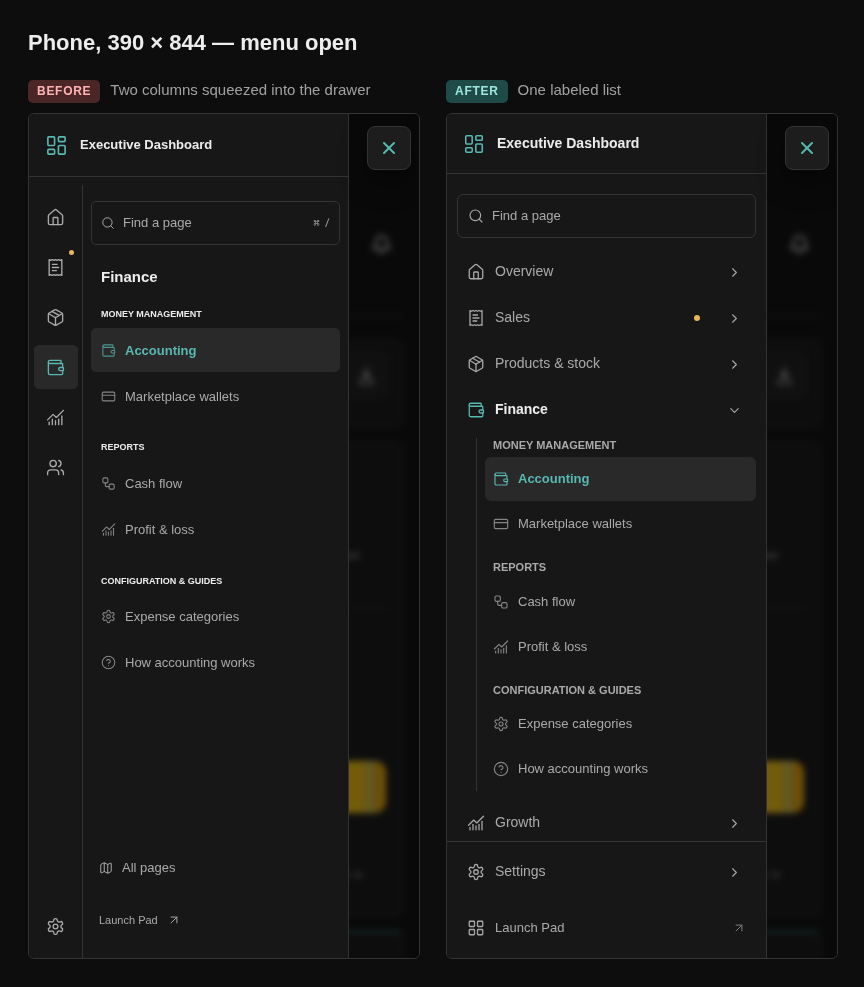 Phone, 390 × 844 — menu open
BEFORE Two columns squeezed into the drawer
Executive Dashboard
Find a page ⌘ /
Finance
MONEY MANAGEMENT
Accounting
Marketplace wallets
REPORTS
Cash flow
Profit & loss
CONFIGURATION & GUIDES
Expense categories
How accounting works
All pages
Launch Pad
AFTER One labeled list
Executive Dashboard
Find a page
Overview
Sales
Products & stock
Finance
MONEY MANAGEMENT
Accounting
Marketplace wallets
REPORTS
Cash flow
Profit & loss
CONFIGURATION & GUIDES
Expense categories
How accounting works
Growth
Settings
Launch Pad